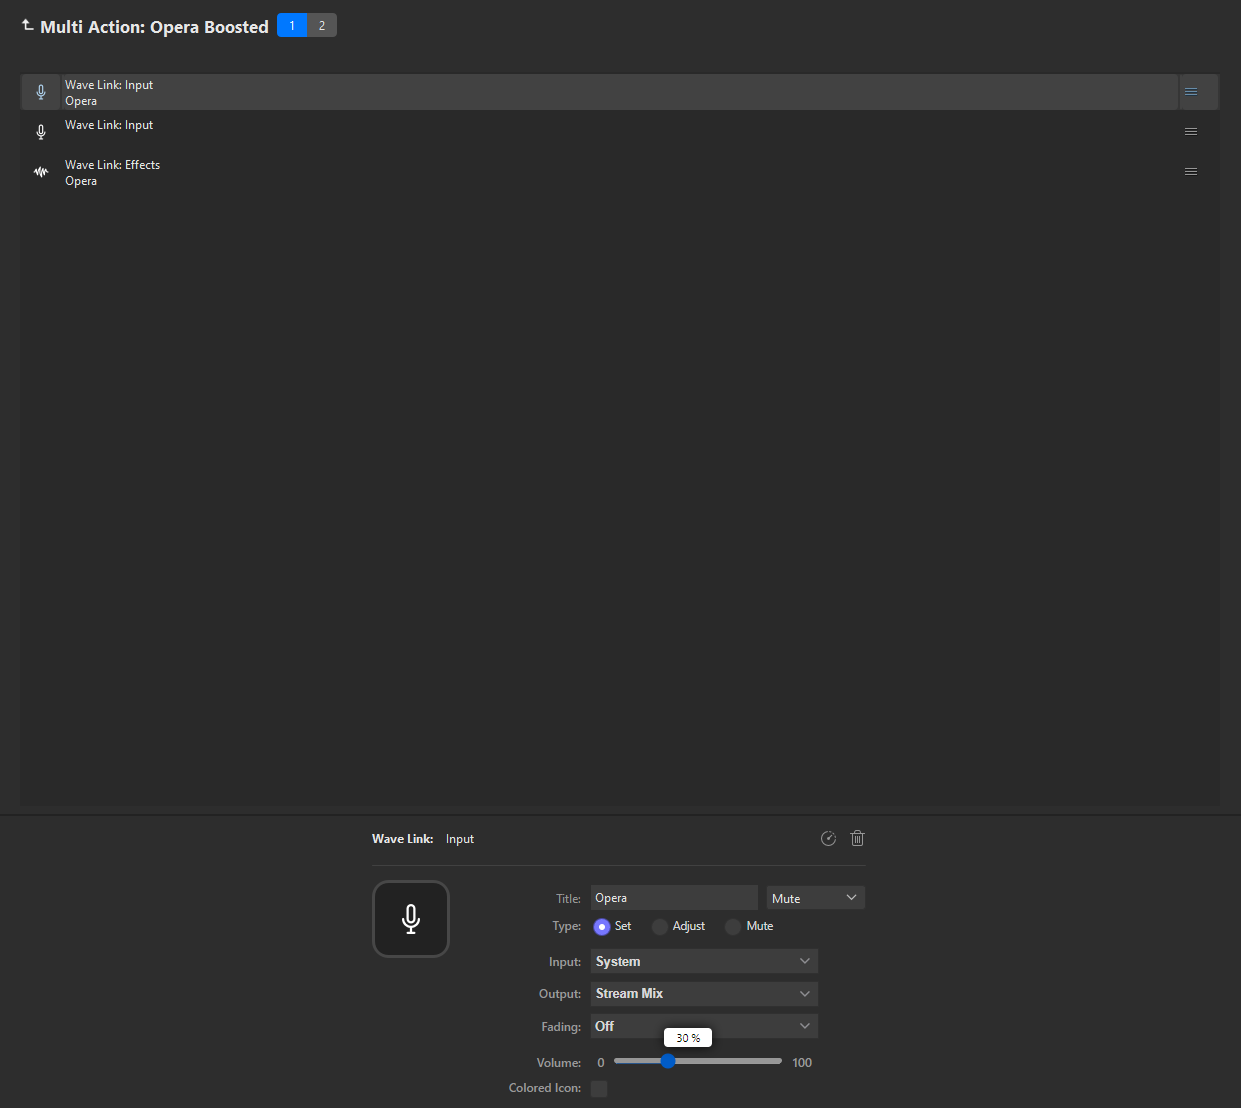 Multi Action: Opera Boosted 1 2
Wave Link: Input
Opera
Wave Link: Input
Wave Link: Effects
Opera
Wave Link: Input
Title: Opera Mute
Type: Set Adjust Mute
Input: System
Output: Stream Mix
Fading: Off
30 %
Volume: 0 100
Colored Icon: